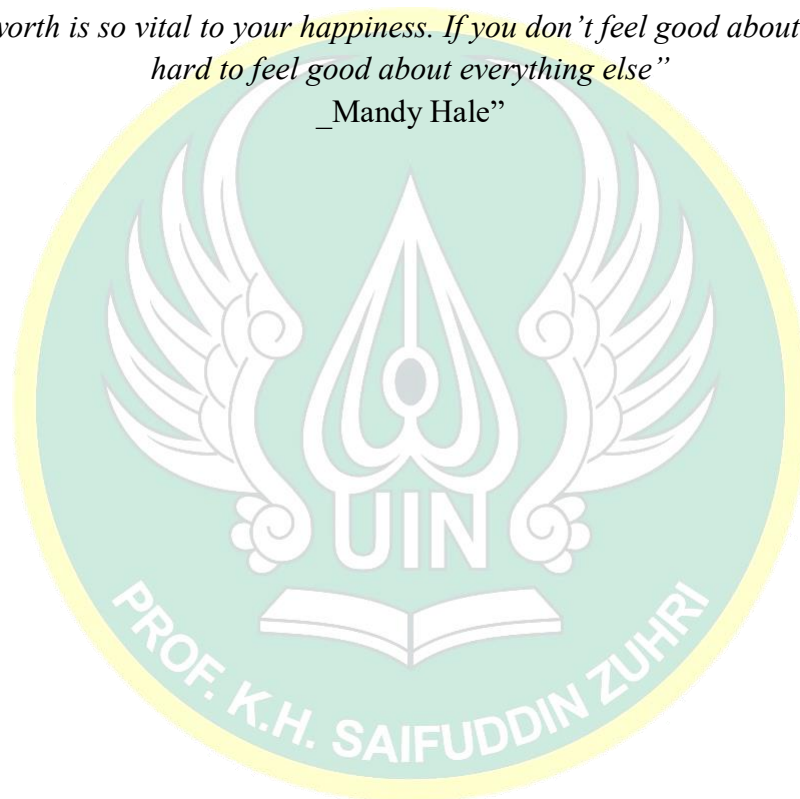 worth is so vital to your happiness. If you don’t feel good about
hard to feel good about everything else”
_Mandy Hale”
UIN
PROF. K.H. SAIFUDDIN ZUHRI